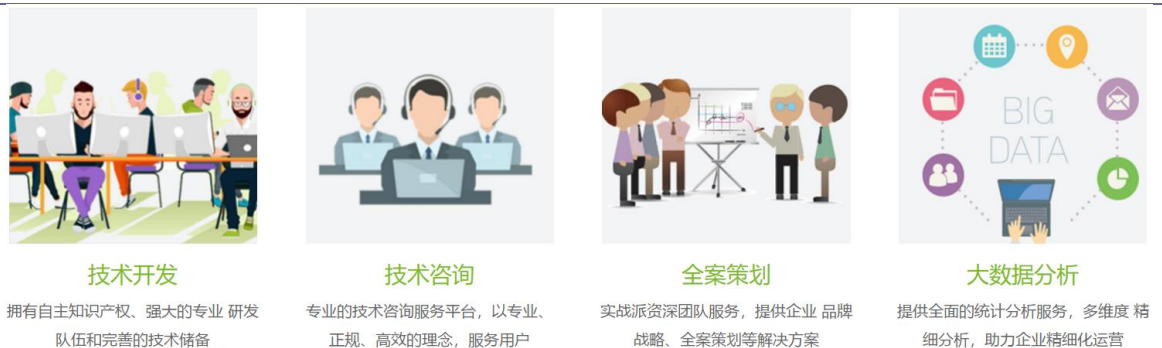 BIG
DATA
技术开发
拥有自主知识产权、强大的专业 研发
队伍和完善的技术储备
技术咨询
专业的技术咨询服务平台，以专业、
正规、高效的理念，服务用户
全案策划
实战派资深团队服务，提供企业 品牌
战略、全案策划等解决方案
大数据分析
提供全面的统计分析服务，多维度 精
细分析，助力企业精细化运营